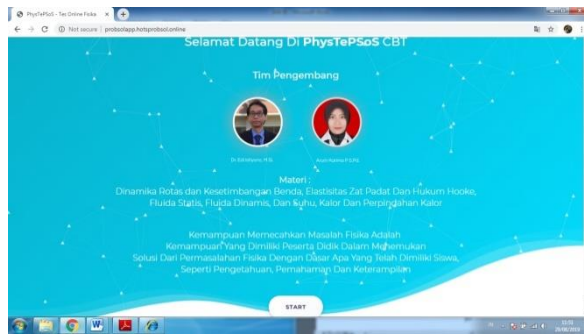 PhysTePSoS - Tes Online Fisika
Not secure | probsolapp.hotsprobsol.online
Selamat Datang Di PhysTePSoS CBT
Tim Pengembang
Materi :
Dinamika Rotas dan Kesetimbangan Benda, Elastisitas Zat Padat Dan Hukum Hooke,
Fluida Statis, Fluida Dinamis, Dan Suhu, Kalor Dan Perpindahan Kalor
Kemampuan Memecahkan Masalah Fisika Adalah
Kemampuan Yang Dimiliki Peserta Didik Dalam Menemukan
Solusi Dari Permasalahan Fisika Dengan Dasar Apa Yang Telah Dimiliki Siswa,
Seperti Pengetahuan, Pemahaman Dan Keterampilan
START